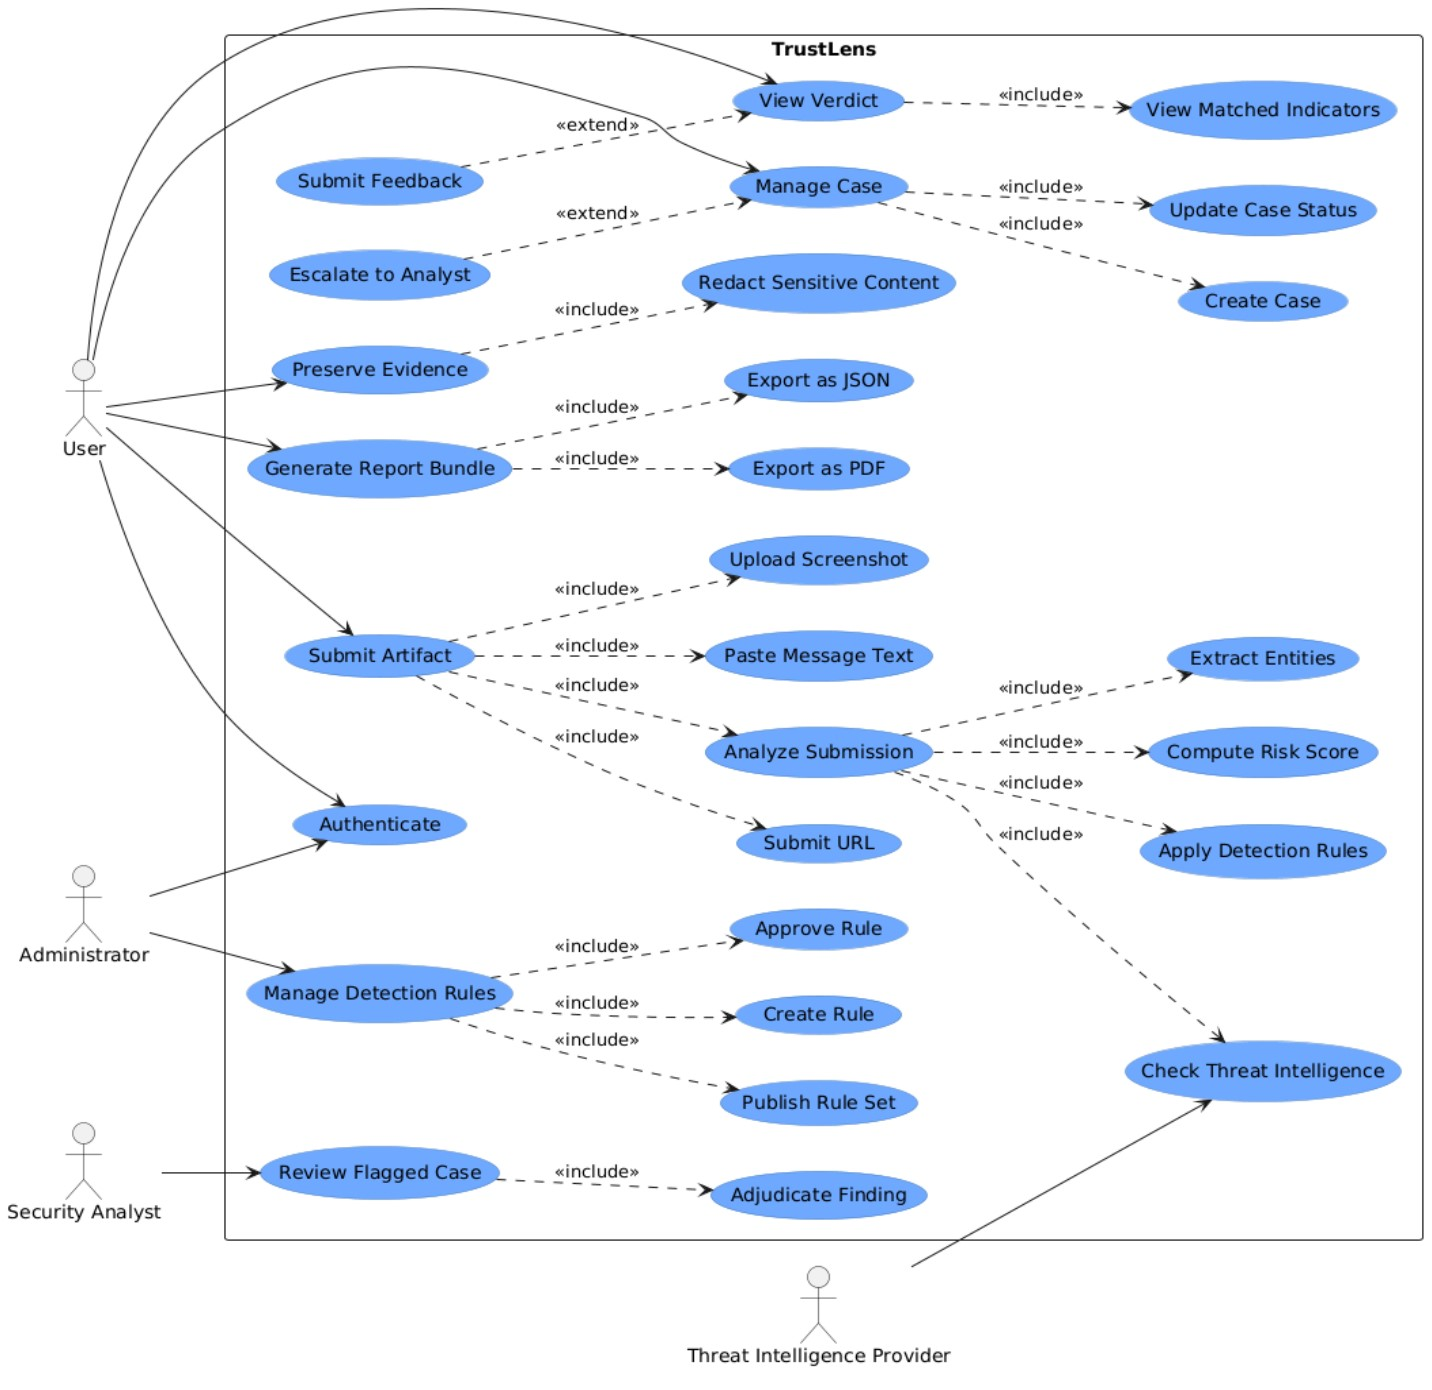 TrustLens
View Verdict
«include»
View Matched Indicators
«extend»
Submit Feedback
Manage Case
«include»
Update Case Status
«extend»
«include»
Escalate to Analyst
Redact Sensitive Content
Create Case
«include»
Preserve Evidence
Export as JSON
«include»
User
Generate Report Bundle
«include»
Export as PDF
Upload Screenshot
«include»
Submit Artifact
«include»
Paste Message Text
Extract Entities
«include»
«include»
«include»
Analyze Submission
«include»
Compute Risk Score
«include»
Authenticate
«include»
Submit URL
Apply Detection Rules
Approve Rule
«include»
Administrator
Manage Detection Rules
«include»
Create Rule
«include»
Check Threat Intelligence
Publish Rule Set
Security Analyst
Review Flagged Case
«include»
Adjudicate Finding
Threat Intelligence Provider